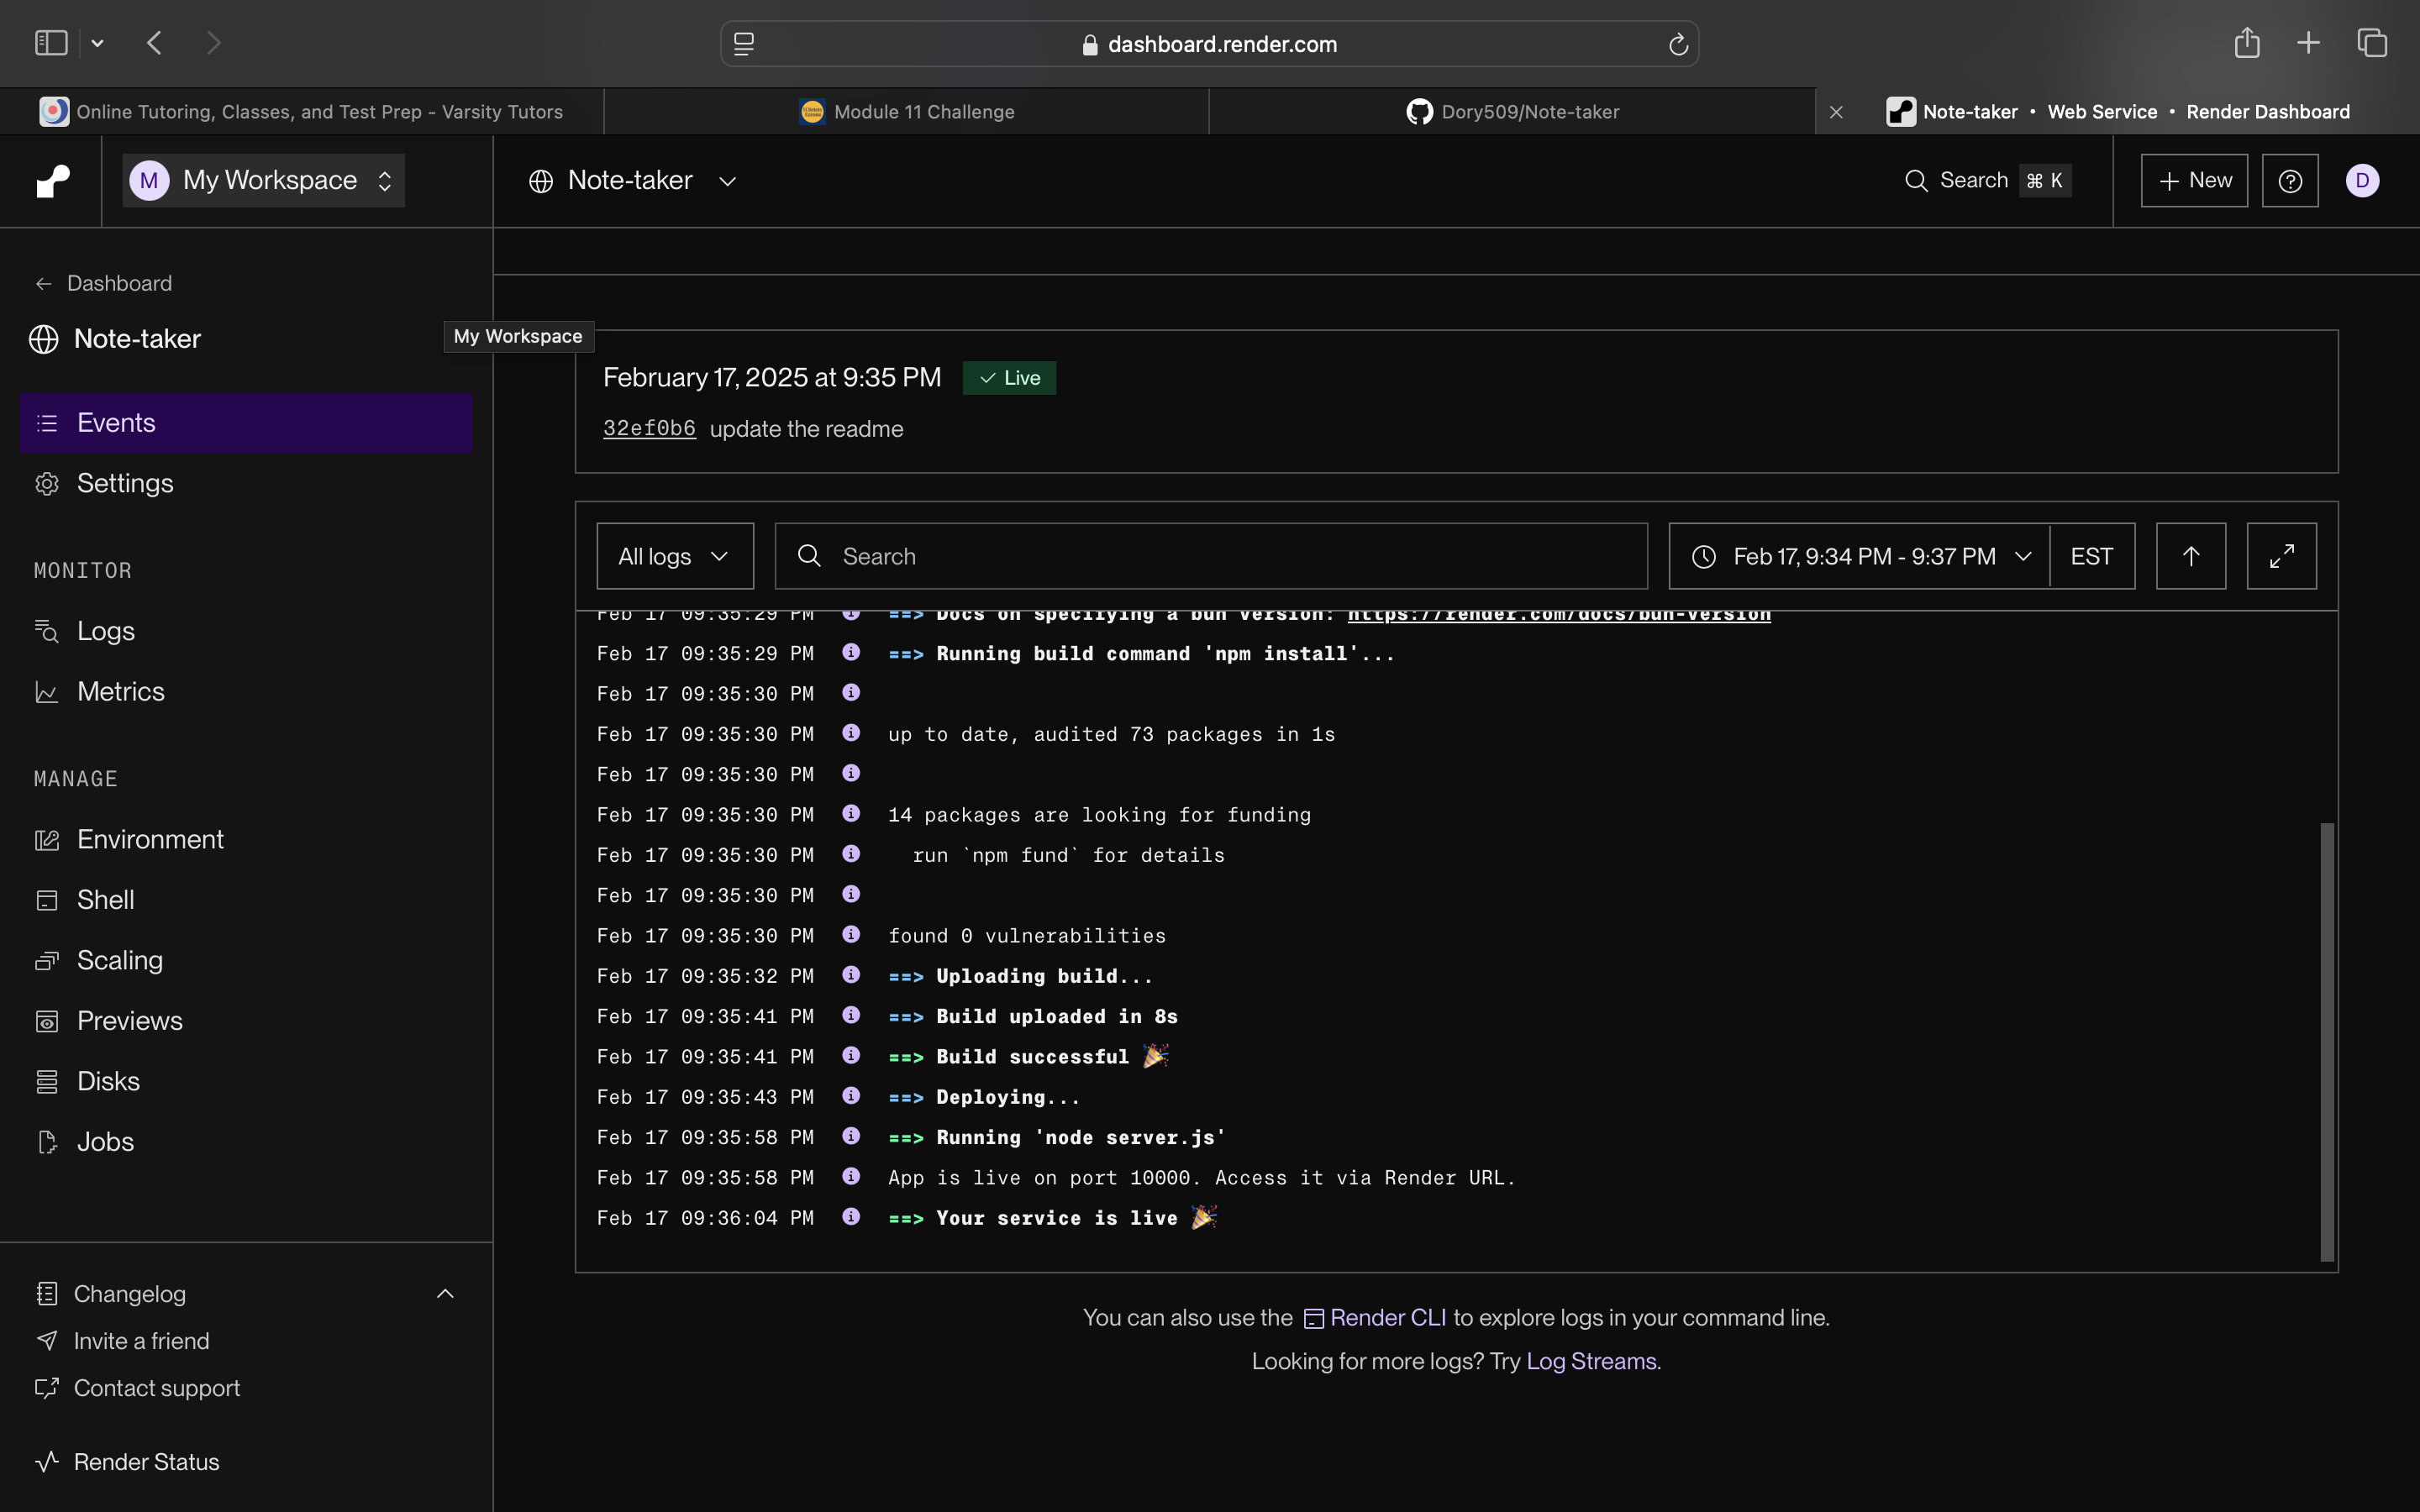 dashboard.render.com
Online Tutoring, Classes, and Test Prep - Varsity Tutors
Module 11 Challenge
Dory509/Note-taker
Note-taker • Web Service • Render Dashboard
M My Workspace
Note-taker
Search ⌘ K
+ New
D
← Dashboard
Note-taker
My Workspace
Events
Settings
MONITOR
Logs
Metrics
MANAGE
Environment
Shell
Scaling
Previews
Disks
Jobs
Changelog
Invite a friend
Contact support
Render Status
February 17, 2025 at 9:35 PM ✓ Live
32ef0b6 update the readme
All logs
Search
Feb 17, 9:34 PM - 9:37 PM
EST
Feb 17 09:35:29 PM ==> Docs on specifying a bun version: https://render.com/docs/bun-version
Feb 17 09:35:29 PM ==> Running build command 'npm install'...
Feb 17 09:35:30 PM
Feb 17 09:35:30 PM up to date, audited 73 packages in 1s
Feb 17 09:35:30 PM
Feb 17 09:35:30 PM 14 packages are looking for funding
Feb 17 09:35:30 PM run `npm fund` for details
Feb 17 09:35:30 PM
Feb 17 09:35:30 PM found 0 vulnerabilities
Feb 17 09:35:32 PM ==> Uploading build...
Feb 17 09:35:41 PM ==> Build uploaded in 8s
Feb 17 09:35:41 PM ==> Build successful 🎉
Feb 17 09:35:43 PM ==> Deploying...
Feb 17 09:35:58 PM ==> Running 'node server.js'
Feb 17 09:35:58 PM App is live on port 10000. Access it via Render URL.
Feb 17 09:36:04 PM ==> Your service is live 🎉
You can also use the Render CLI to explore logs in your command line.
Looking for more logs? Try Log Streams.